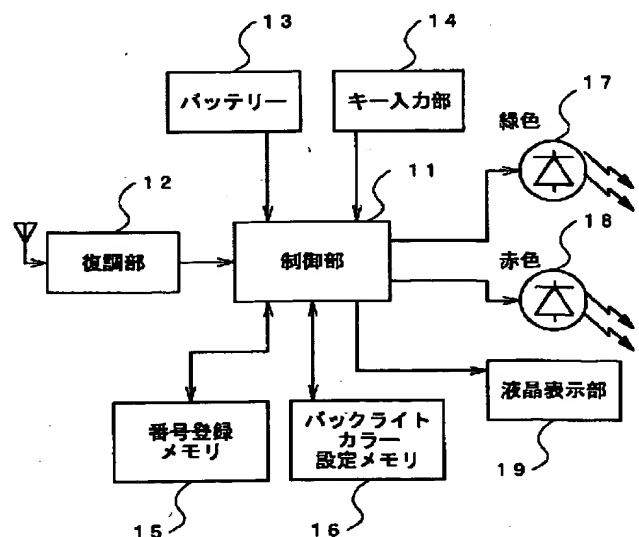 13
14
バッテリー
キー入力部
17
緑色
12
11
復調部
制御部
18
赤色
番号登録
メモリ
バックライト
カラー
設定メモリ
液晶表示部
15
16
19